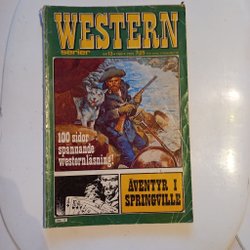 WESTERN
serier
100 sidor
spännande
westernläsning!
ÄVENTYR I
SPRINGVILLE